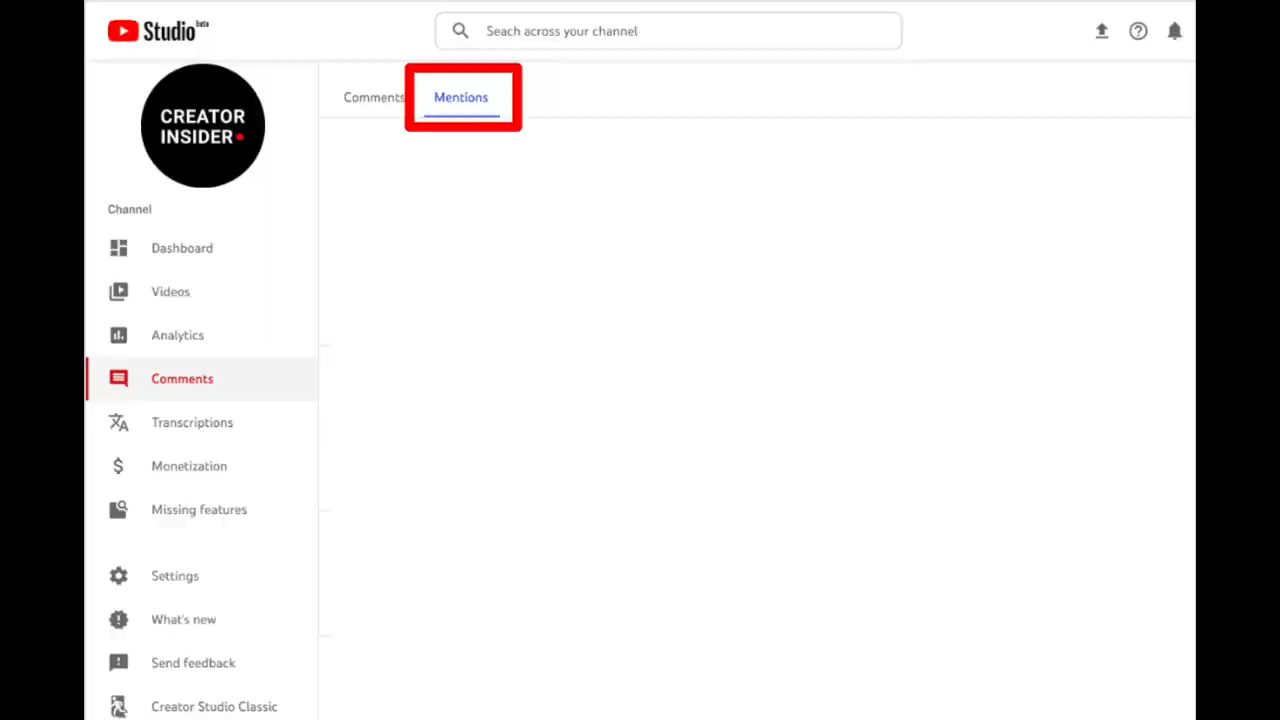 Studio beta
Seach across your channel
CREATOR
INSIDER
Comments
Mentions
Channel
Dashboard
Videos
Analytics
Comments
Transcriptions
Monetization
Missing features
Settings
What's new
Send feedback
Creator Studio Classic